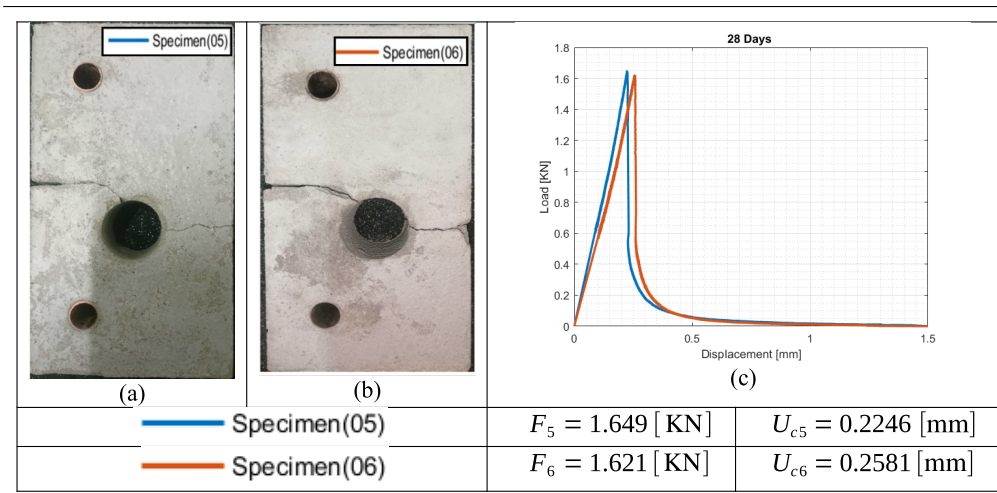 Specimen(05)
(a)
Specimen(06)
(b)
28 Days
1.8
1.6
1.4
1.2
1
0.8
0.6
0.4
0.2
0
Load [KN]
0 0.5 1 1.5
Displacement [mm]
(c)
Specimen(05) F5 = 1.649 [ KN] Uc5 = 0.2246 [mm]
Specimen(06) F6 = 1.621 [ KN] Uc6 = 0.2581 [mm]